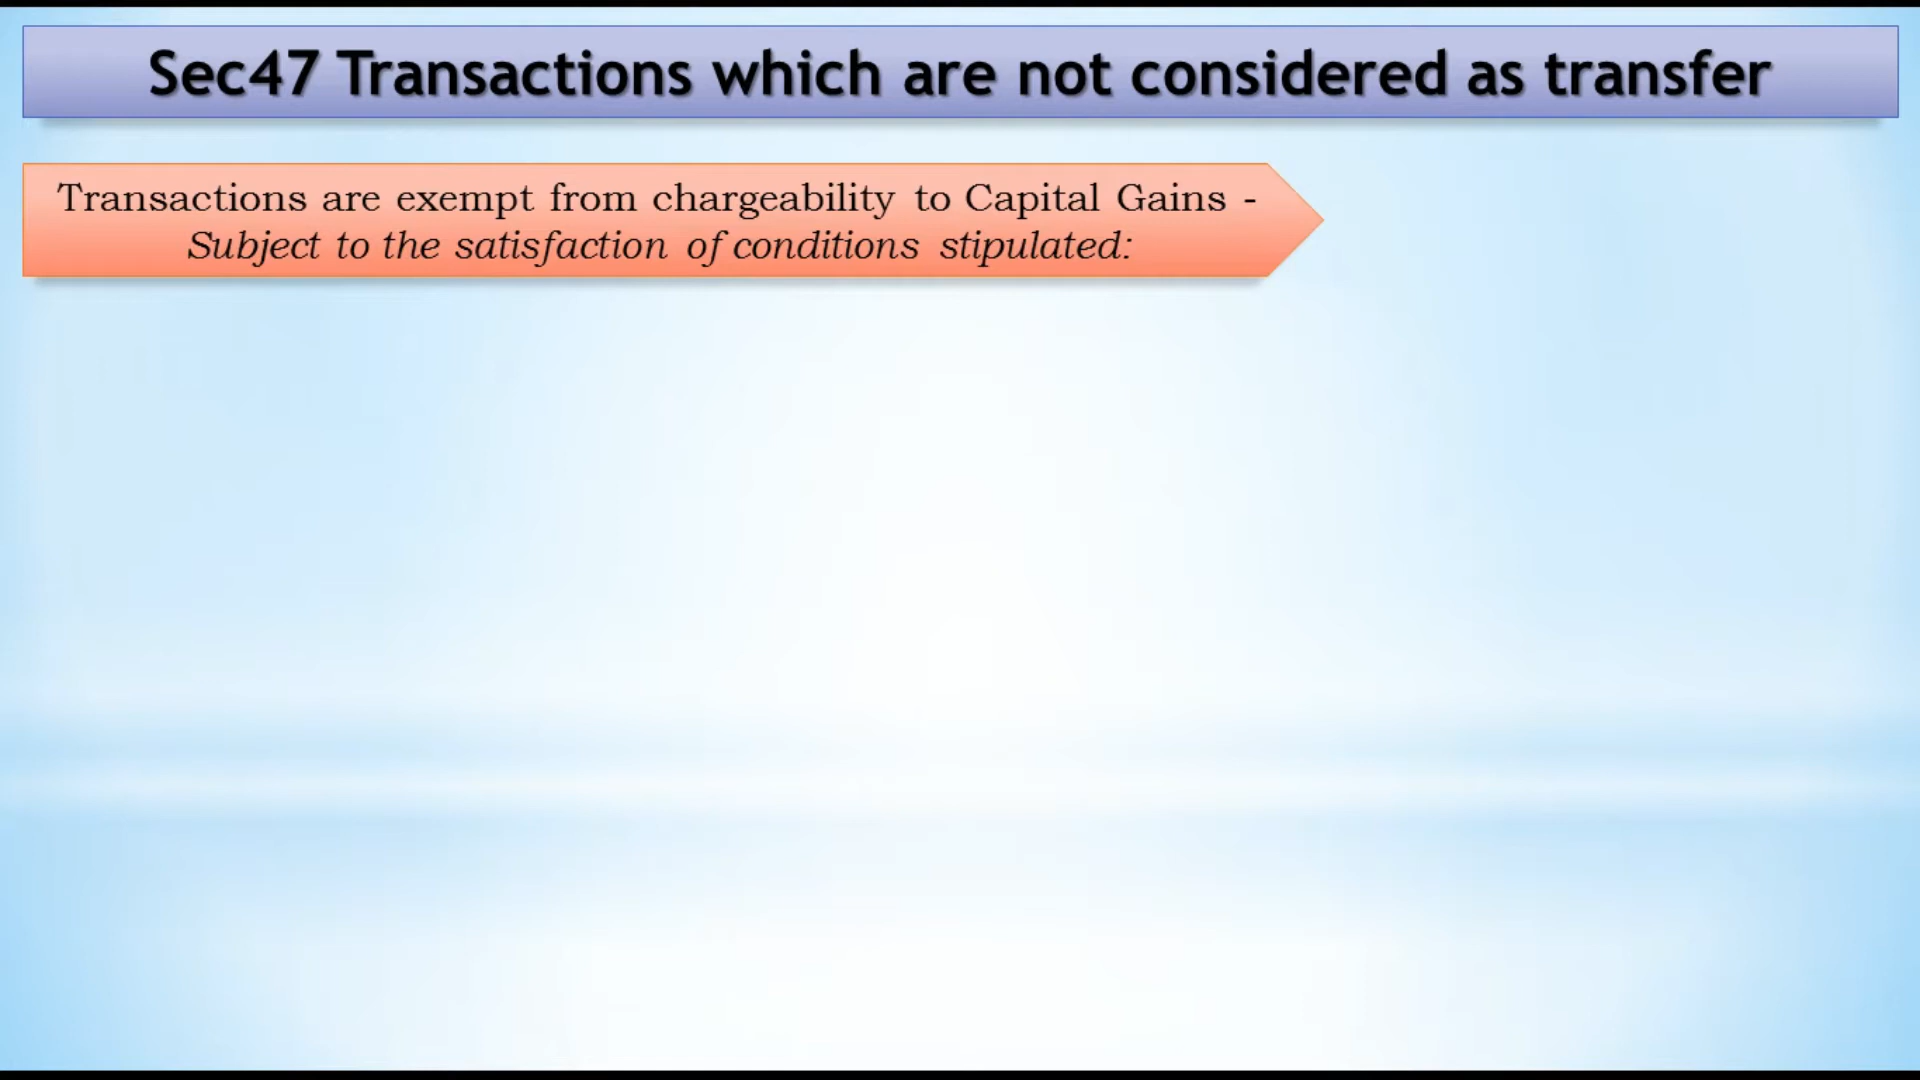 Sec47 Transactions which are not considered as transfer
Transactions are exempt from chargeability to Capital Gains -
Subject to the satisfaction of conditions stipulated: